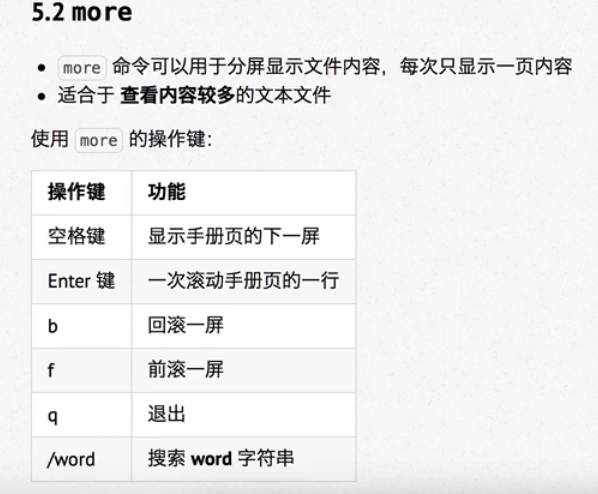 5.2 more
more 命令可以用于分屏显示文件内容，每次只显示一页内容
适合于 查看内容较多的文本文件
使用 more 的操作键：
操作键 功能
空格键 显示手册页的下一屏
Enter 键 一次滚动手册页的一行
b 回滚一屏
f 前滚一屏
q 退出
/word 搜索 word 字符串